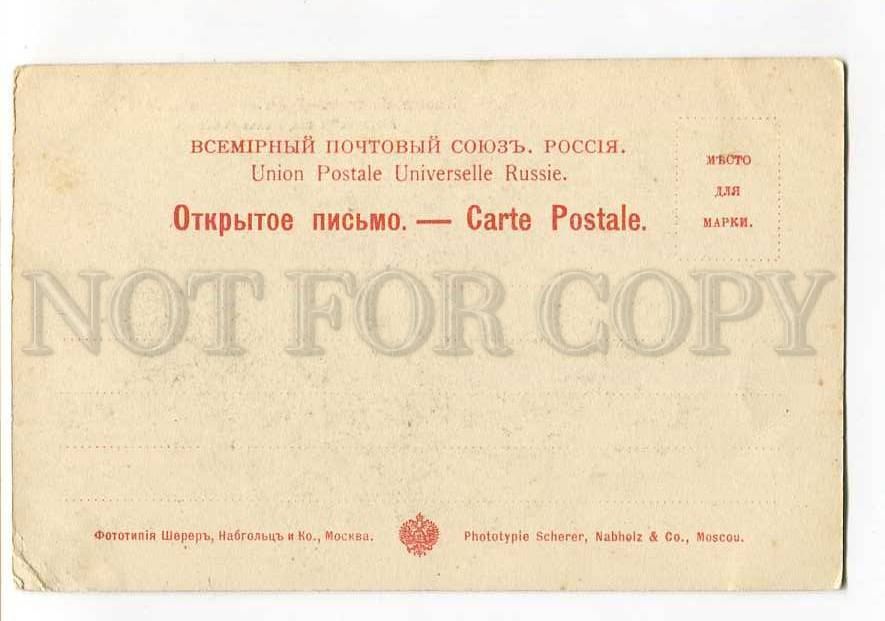 ВСЕМІРНЫЙ ПОЧТОВЫЙ СОЮЗЪ. РОССІЯ.
Union Postale Universelle Russie.
Открытое письмо. — Carte Postale.
МѢСТО
ДЛЯ
МАРКИ.
NOT FOR COPY
Фототипія Шереръ, Набгольцъ и Ко., Москва.
Phototypie Scherer, Nabholz & Co., Moscou.